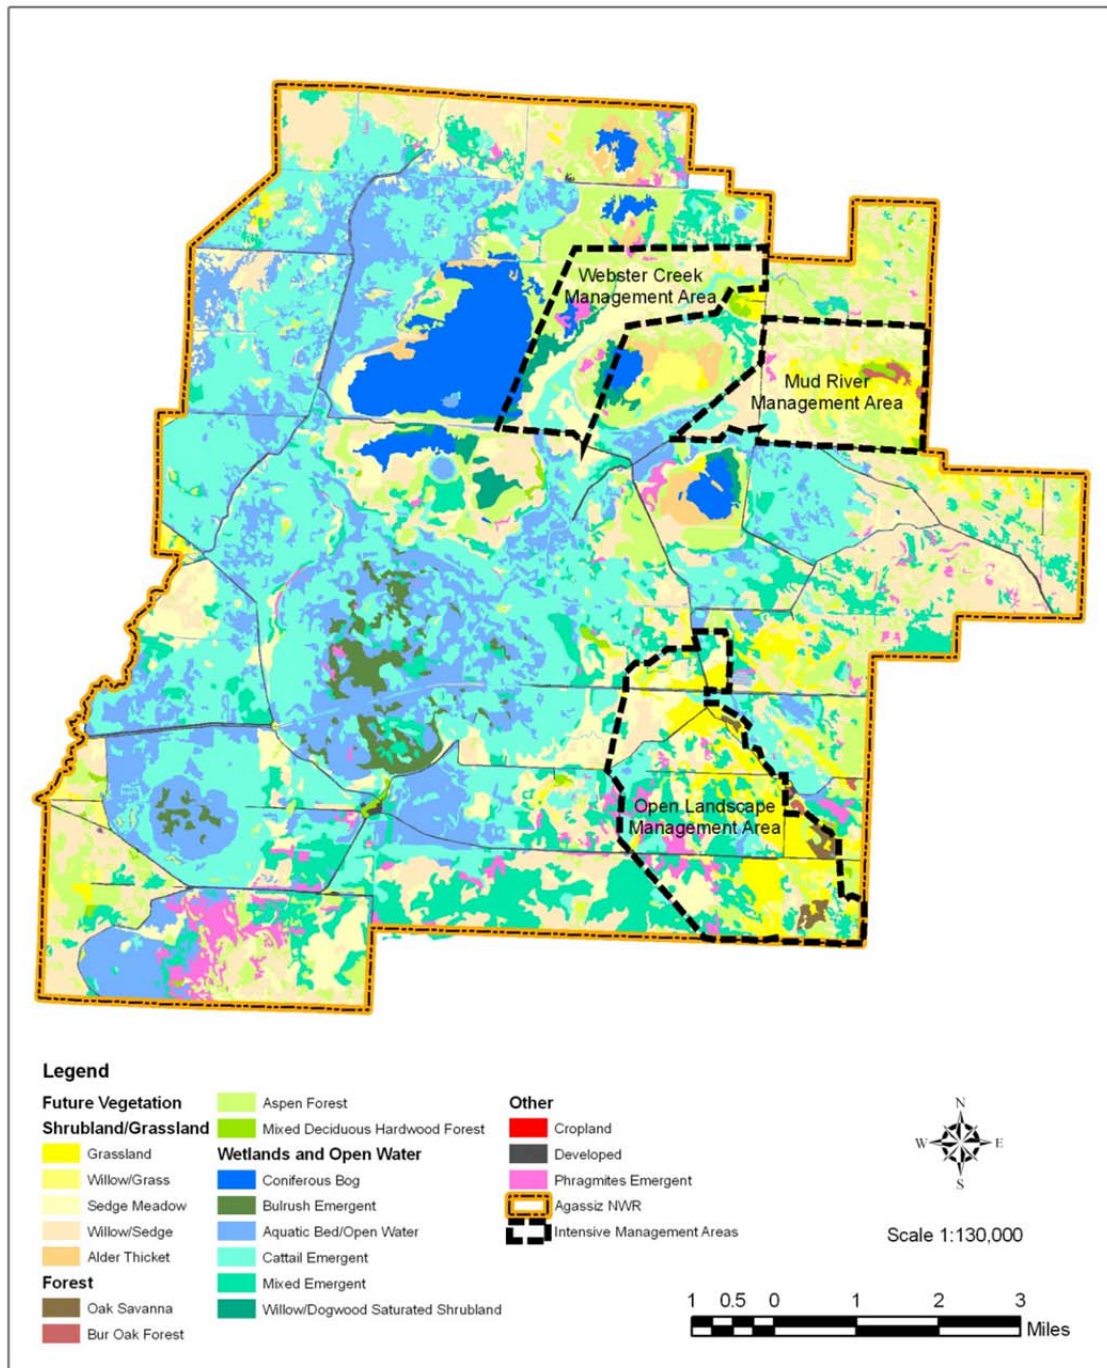 Webster Creek
Management Area
Mud River
Management Area
Open Landscape
Management Area
Legend
Future Vegetation
Shrubland/Grassland
Grassland
Willow/Grass
Sedge Meadow
Willow/Sedge
Alder Thicket
Forest
Oak Savanna
Bur Oak Forest
Aspen Forest
Mixed Deciduous Hardwood Forest
Wetlands and Open Water
Coniferous Bog
Bulrush Emergent
Aquatic Bed/Open Water
Cattail Emergent
Mixed Emergent
Willow/Dogwood Saturated Shrubland
Other
Cropland
Developed
Phragmites Emergent
Agassiz NWR
Intensive Management Areas
N
W E
S
Scale 1:130,000
1 0.5 0 1 2 3
Miles